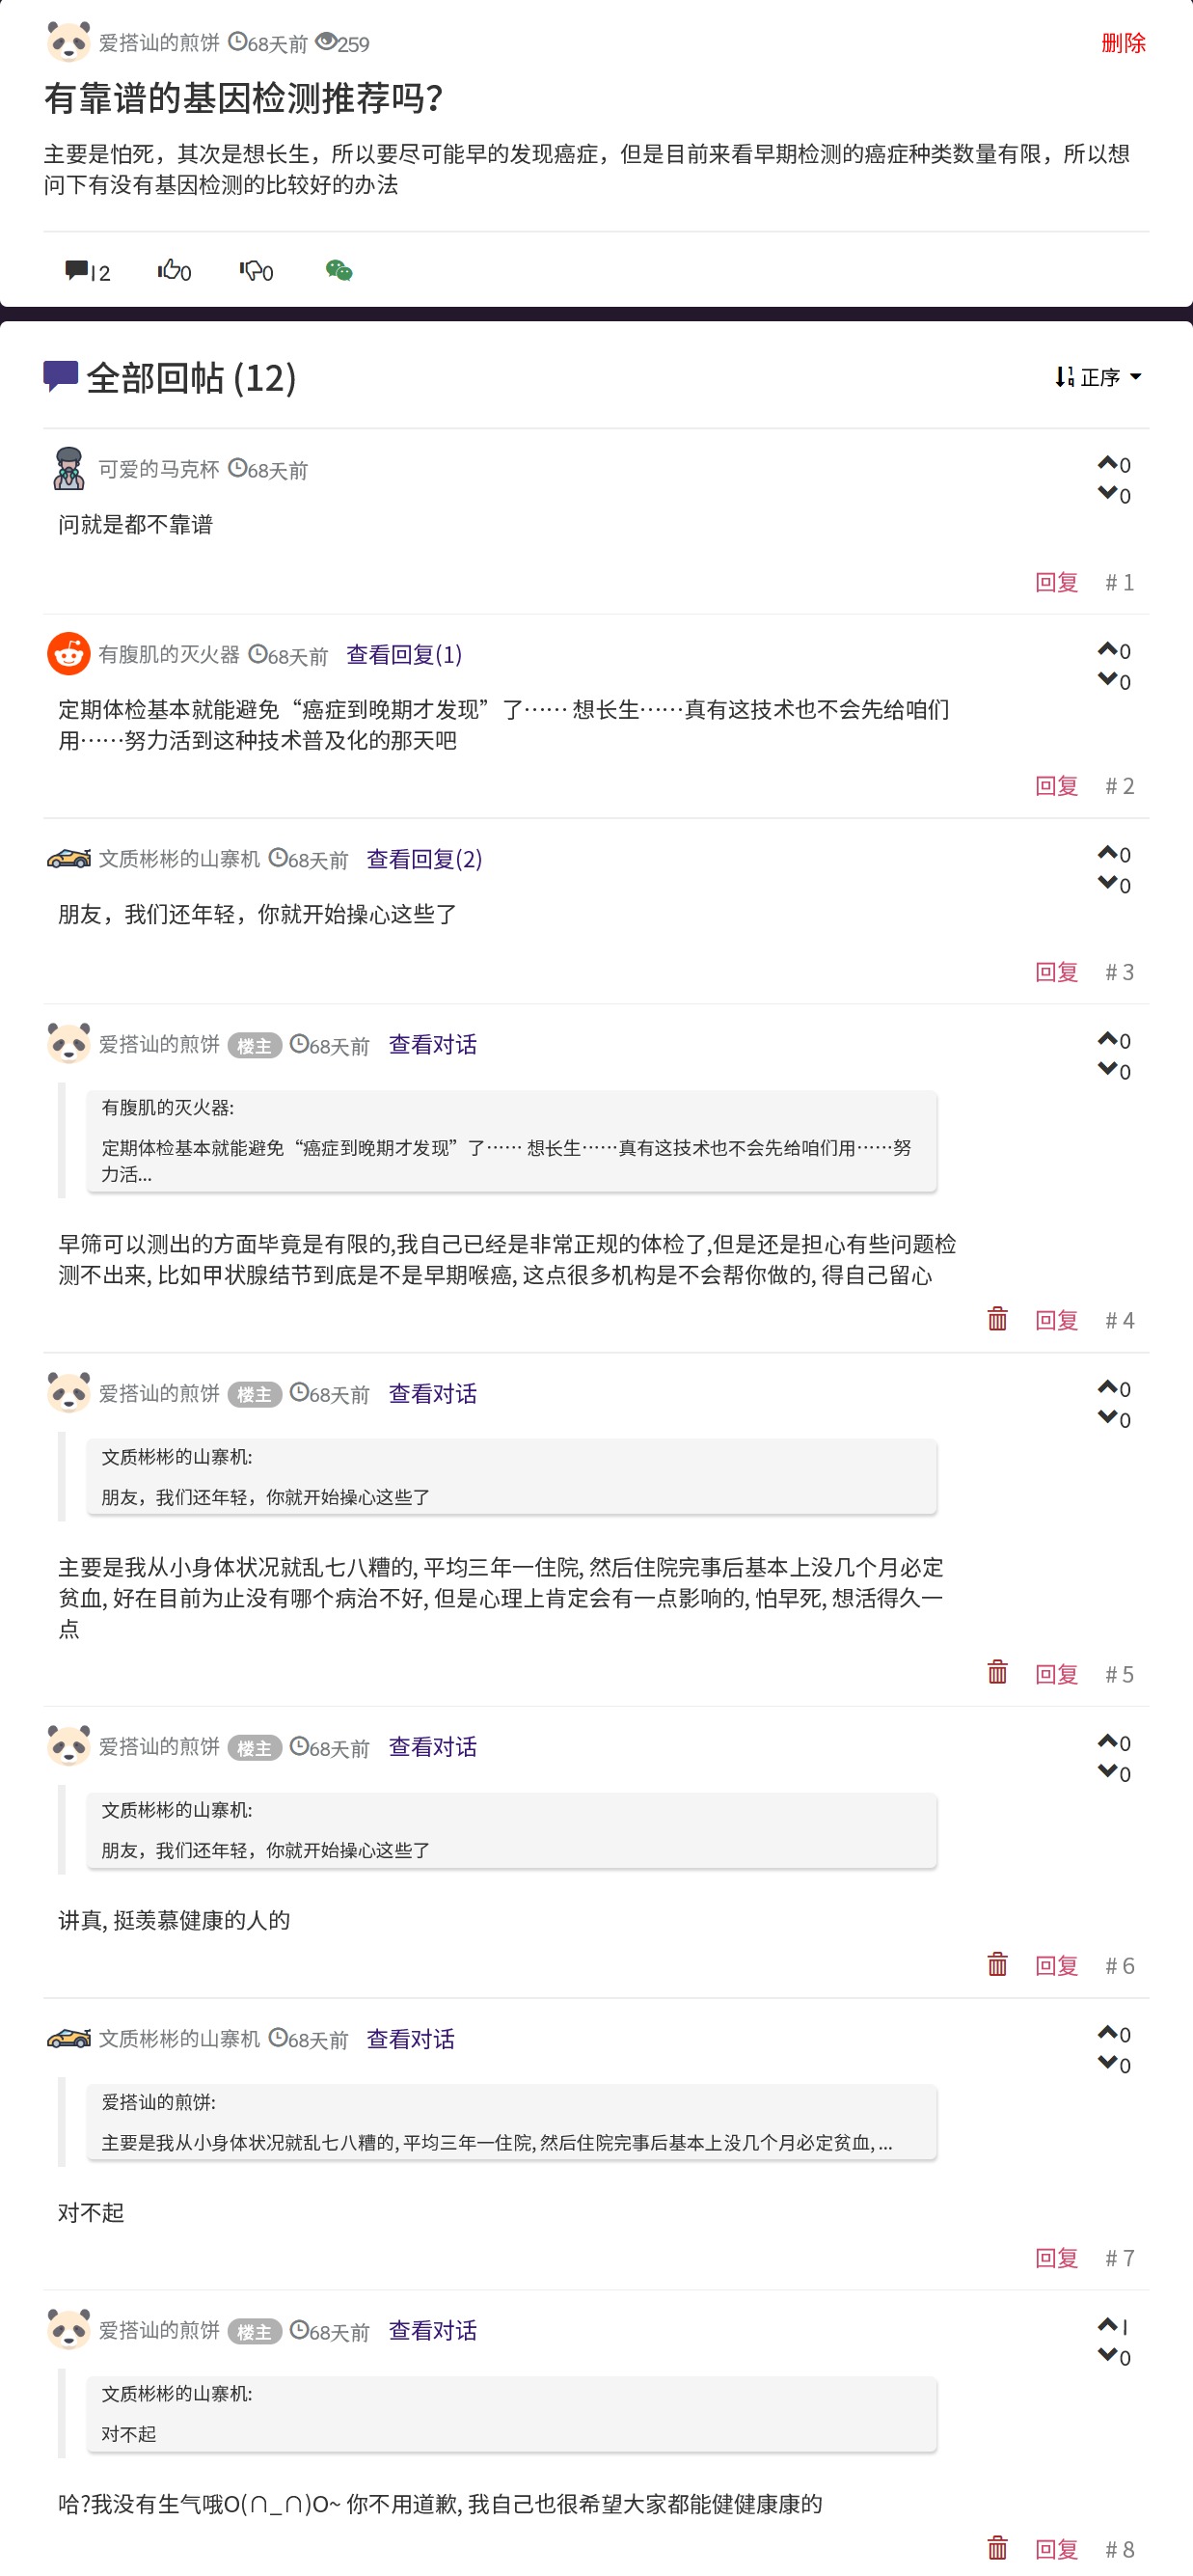 爱搭讪的煎饼 68天前 259
删除
有靠谱的基因检测推荐吗？
主要是怕死，其次是想长生，所以要尽可能早的发现癌症，但是目前来看早期检测的癌症种类数量有限，所以想
问下有没有基因检测的比较好的办法
12 0 0
全部回帖 (12)
正序
可爱的马克杯 68天前
0
0
问就是都不靠谱
回复 # 1
有腹肌的灭火器 68天前 查看回复(1)
0
0
定期体检基本就能避免“癌症到晚期才发现”了…… 想长生……真有这技术也不会先给咱们
用……努力活到这种技术普及化的那天吧
回复 # 2
文质彬彬的山寨机 68天前 查看回复(2)
0
0
朋友，我们还年轻，你就开始操心这些了
回复 # 3
爱搭讪的煎饼 楼主 68天前 查看对话
0
0
有腹肌的灭火器:
定期体检基本就能避免“癌症到晚期才发现”了…… 想长生……真有这技术也不会先给咱们用……努
力活...
早筛可以测出的方面毕竟是有限的,我自己已经是非常正规的体检了,但是还是担心有些问题检
测不出来, 比如甲状腺结节到底是不是早期喉癌, 这点很多机构是不会帮你做的, 得自己留心
回复 # 4
爱搭讪的煎饼 楼主 68天前 查看对话
0
0
文质彬彬的山寨机:
朋友，我们还年轻，你就开始操心这些了
主要是我从小身体状况就乱七八糟的, 平均三年一住院, 然后住院完事后基本上没几个月必定
贫血, 好在目前为止没有哪个病治不好, 但是心理上肯定会有一点影响的, 怕早死, 想活得久一
点
回复 # 5
爱搭讪的煎饼 楼主 68天前 查看对话
0
0
文质彬彬的山寨机:
朋友，我们还年轻，你就开始操心这些了
讲真, 挺羡慕健康的人的
回复 # 6
文质彬彬的山寨机 68天前 查看对话
0
0
爱搭讪的煎饼:
主要是我从小身体状况就乱七八糟的, 平均三年一住院, 然后住院完事后基本上没几个月必定贫血, ...
对不起
回复 # 7
爱搭讪的煎饼 楼主 68天前 查看对话
1
0
文质彬彬的山寨机:
对不起
哈?我没有生气哦O(∩_∩)O~ 你不用道歉, 我自己也很希望大家都能健健康康的
回复 # 8